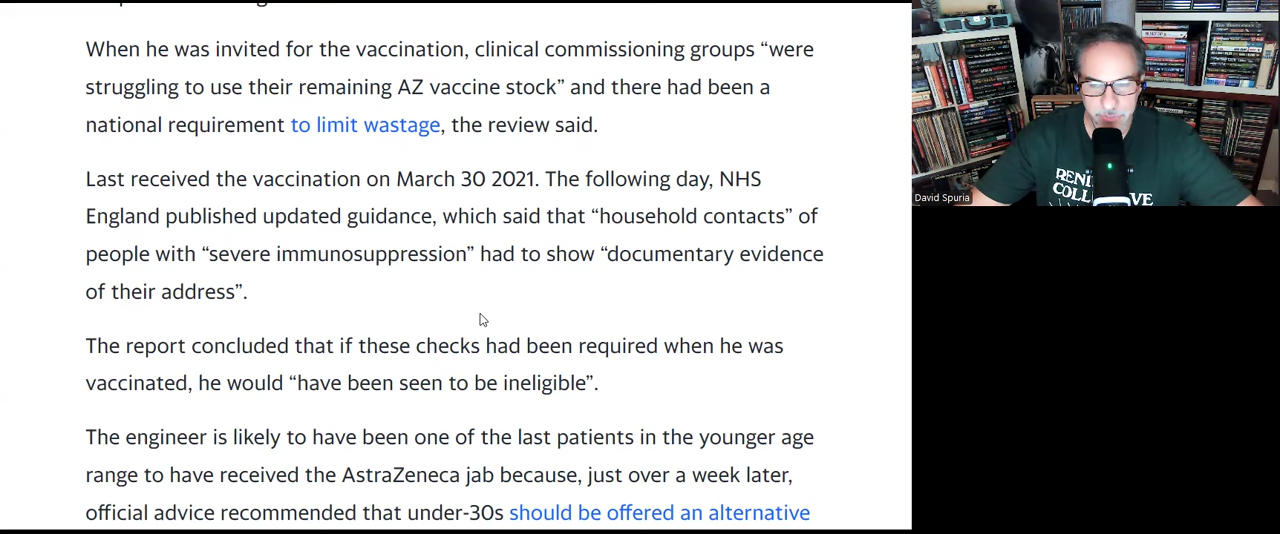 When he was invited for the vaccination, clinical commissioning groups “were
struggling to use their remaining AZ vaccine stock” and there had been a
national requirement to limit wastage, the review said.
Last received the vaccination on March 30 2021. The following day, NHS
England published updated guidance, which said that “household contacts” of
people with “severe immunosuppression” had to show “documentary evidence
of their address”.
The report concluded that if these checks had been required when he was
vaccinated, he would “have been seen to be ineligible”.
The engineer is likely to have been one of the last patients in the younger age
range to have received the AstraZeneca jab because, just over a week later,
official advice recommended that under-30s should be offered an alternative
David Spuria